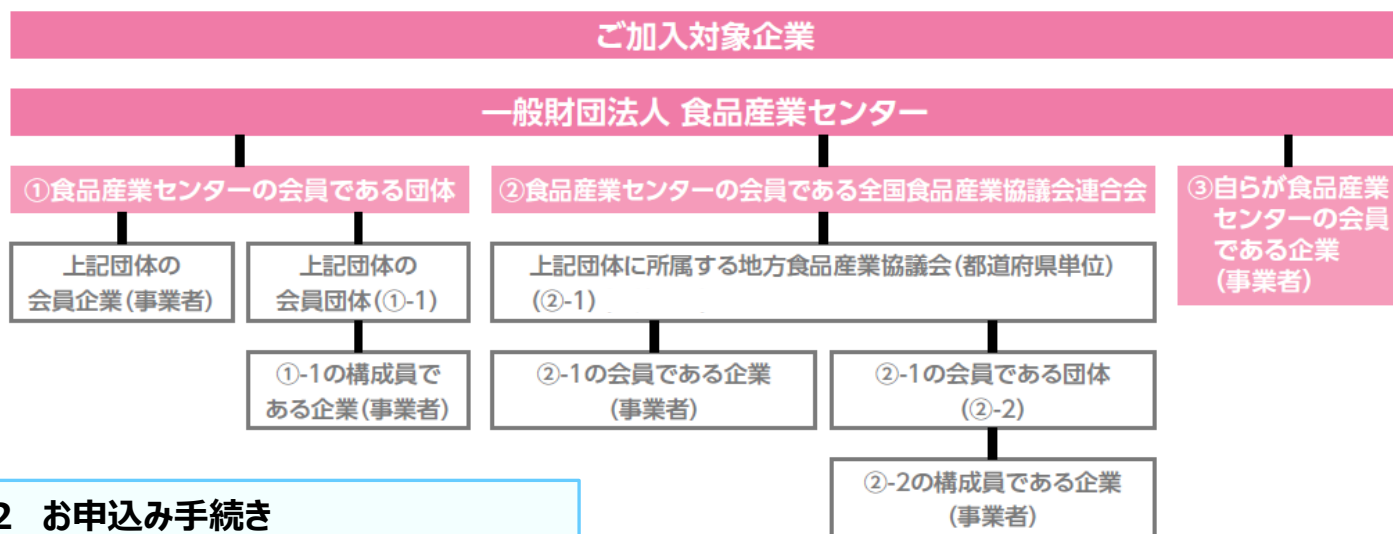 ご加入対象企業
一般財団法人 食品産業センター
①食品産業センターの会員である団体
②食品産業センターの会員である全国食品産業協議会連合会
③自らが食品産業
センターの会員
である企業
(事業者)
上記団体の
会員企業(事業者)
上記団体の
会員団体(①-1)
上記団体に所属する地方食品産業協議会(都道府県単位)
(②-1)
①-1の構成員で
ある企業(事業者)
②-1の会員である企業
(事業者)
②-1の会員である団体
(②-2)
②-2の構成員である企業
(事業者)
2 お申込み手続き